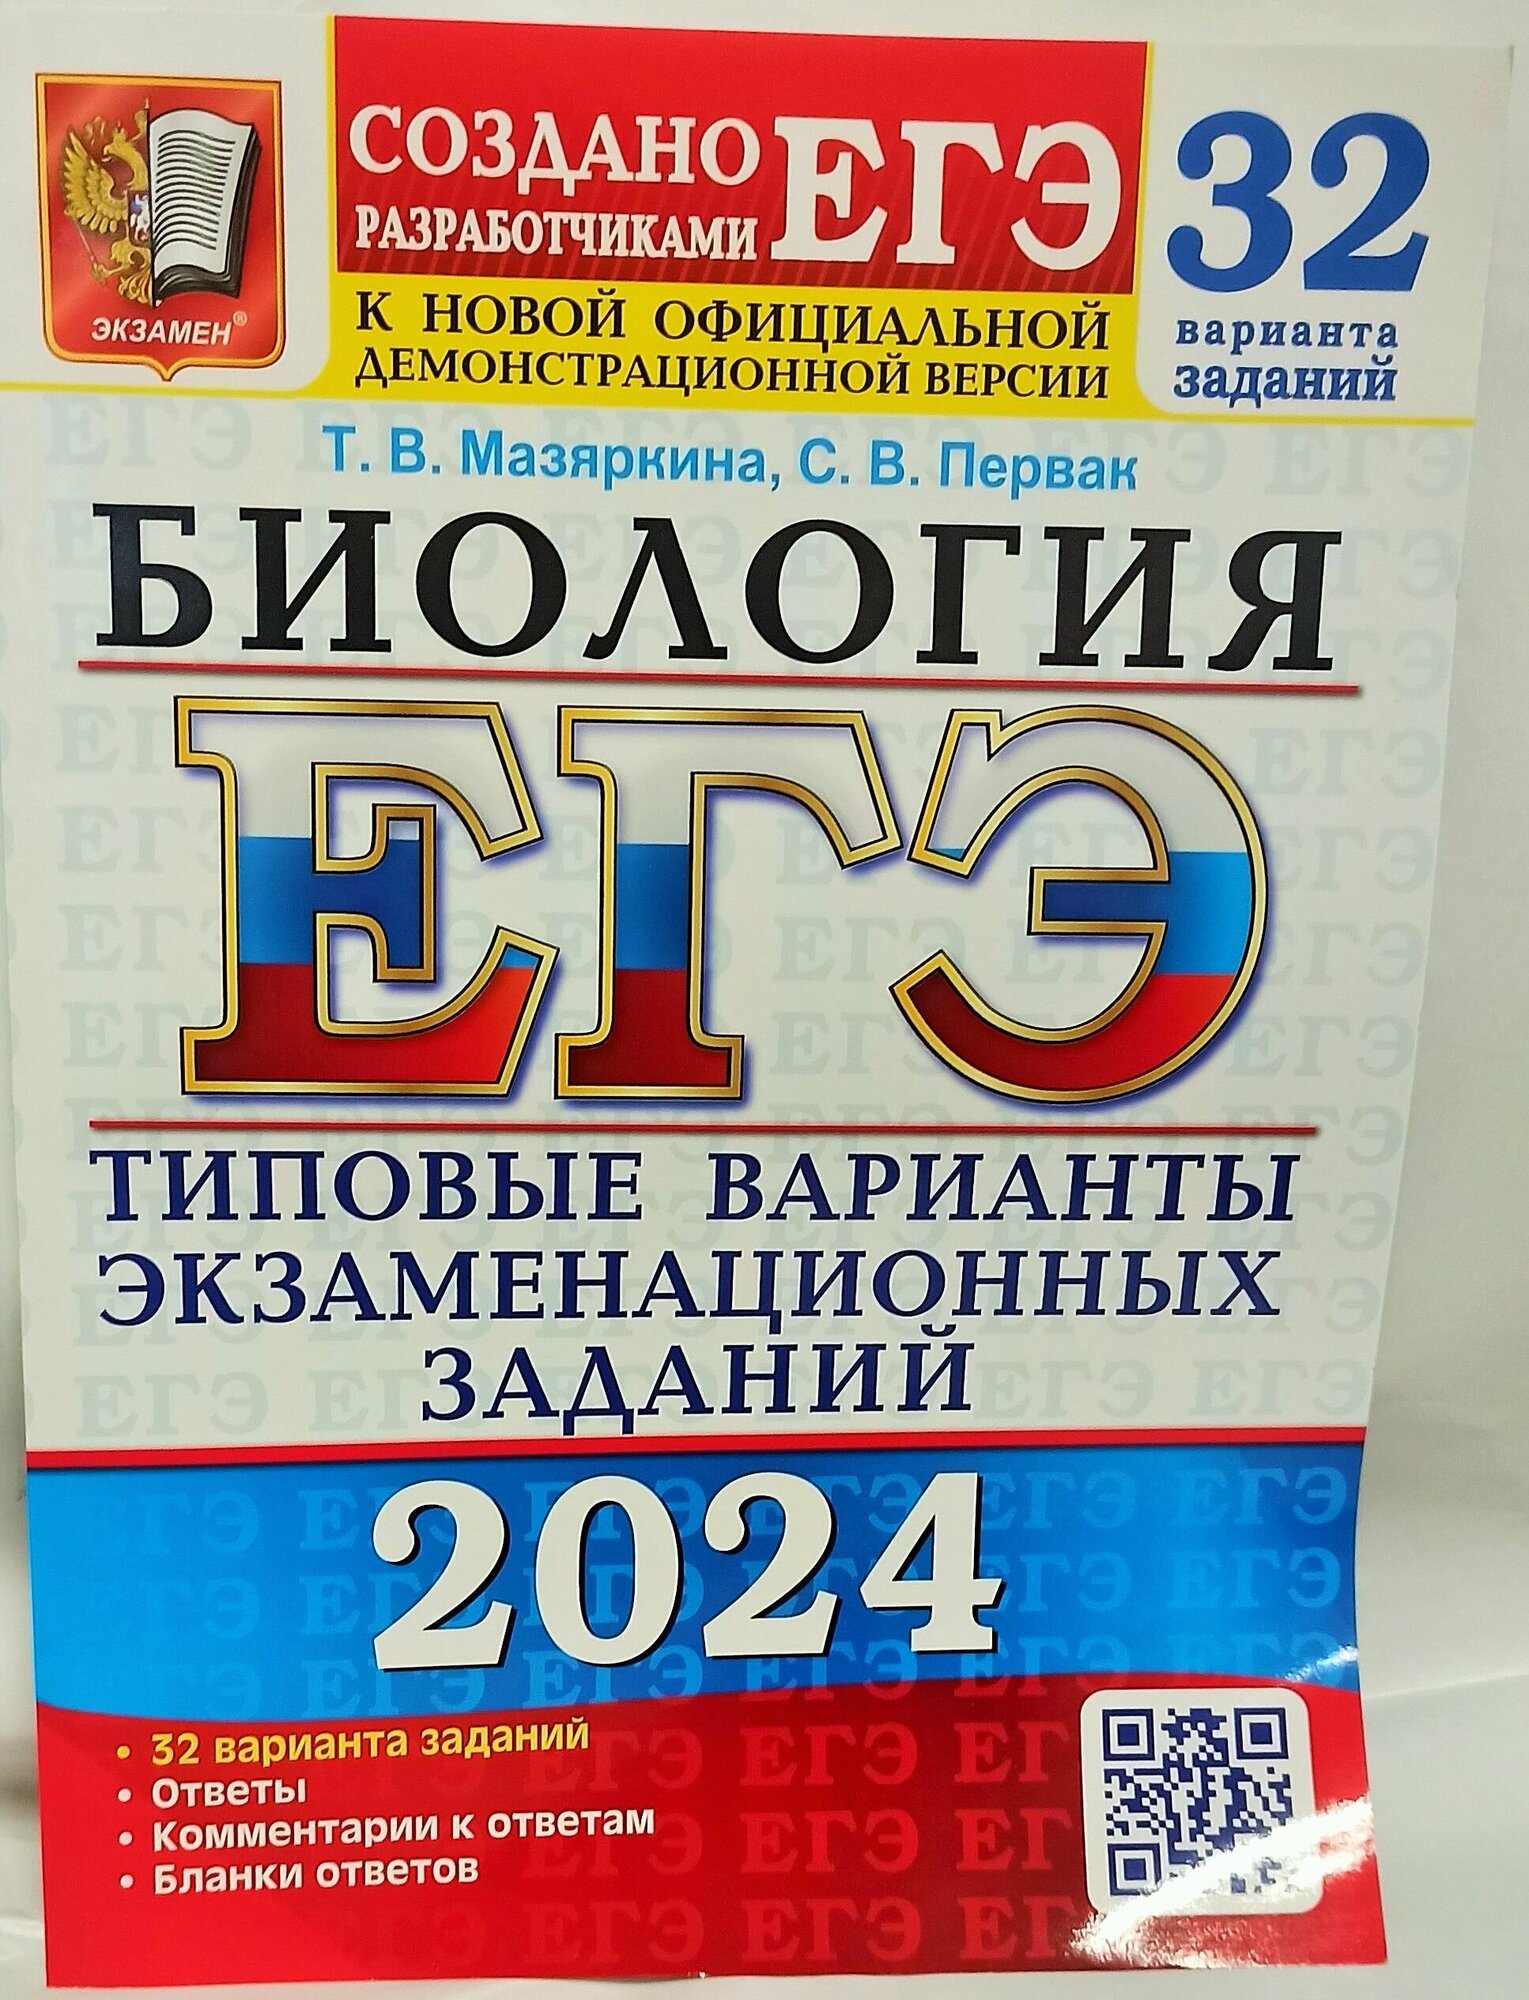 ЭКЗАМЕН®
СОЗДАНО
РАЗРАБОТЧИКАМИ
ЕГЭ
К НОВОЙ ОФИЦИАЛЬНОЙ
ДЕМОНСТРАЦИОННОЙ ВЕРСИИ
32
варианта
заданий
Т. В. Мазяркина, С. В. Первак
БИОЛОГИЯ
ЕГЭ
ТИПОВЫЕ ВАРИАНТЫ
ЭКЗАМЕНАЦИОННЫХ
ЗАДАНИЙ
2024
• 32 варианта заданий
• Ответы
• Комментарии к ответам
• Бланки ответов